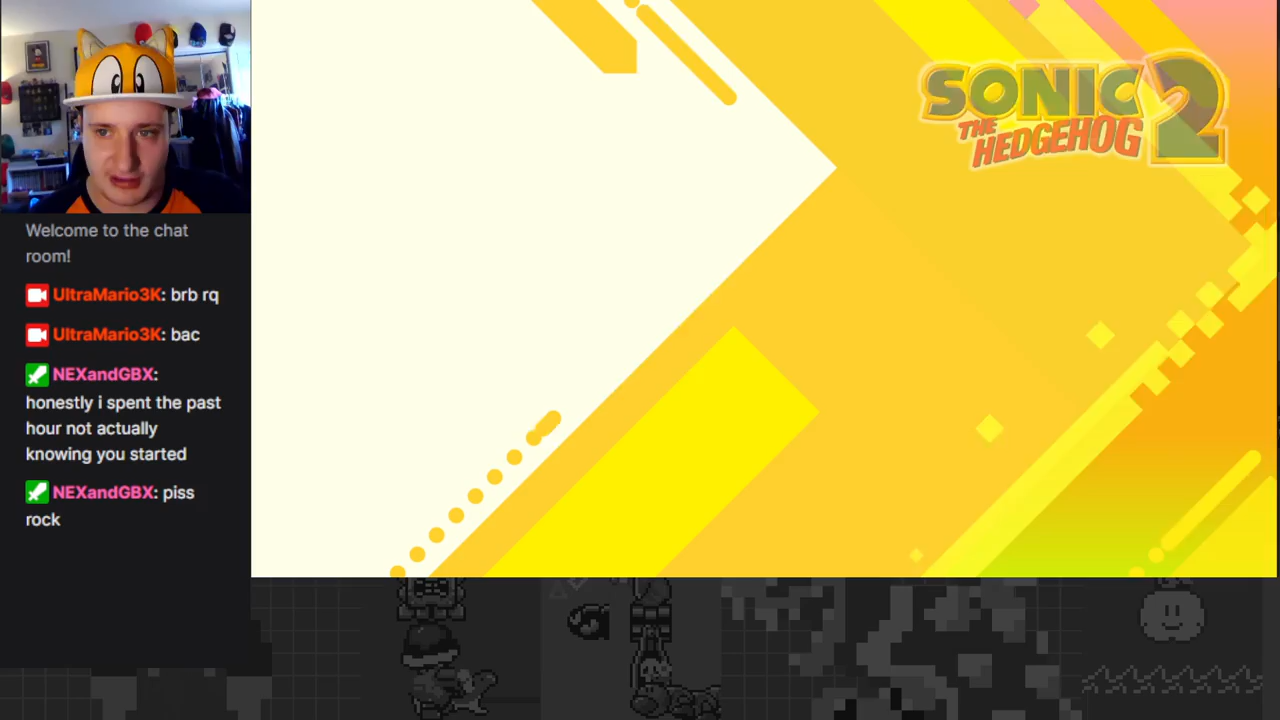 SONIC
THE
HEDGEHOG
2
Welcome to the chat
room!
UltraMario3K: brb rq
UltraMario3K: bac
NEXandGBX:
honestly i spent the past
hour not actually
knowing you started
NEXandGBX: piss
rock